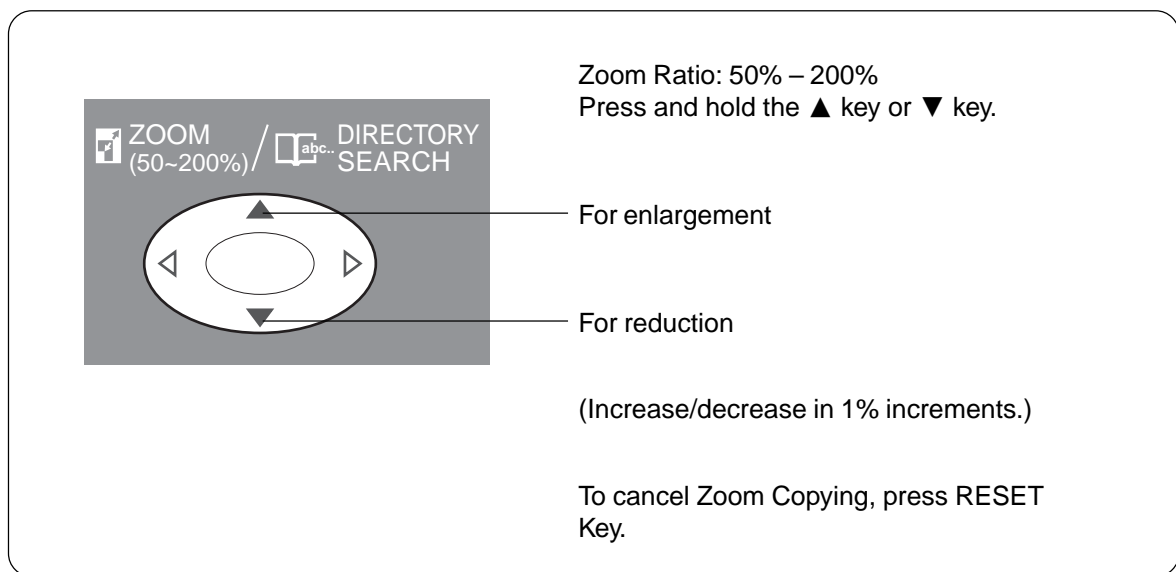 Zoom Ratio: 50% – 200%
Press and hold the ▲ key or ▼ key.
ZOOM
(50~200%)/
abc..
DIRECTORY
SEARCH
For enlargement
For reduction
(Increase/decrease in 1% increments.)
To cancel Zoom Copying, press RESET
Key.